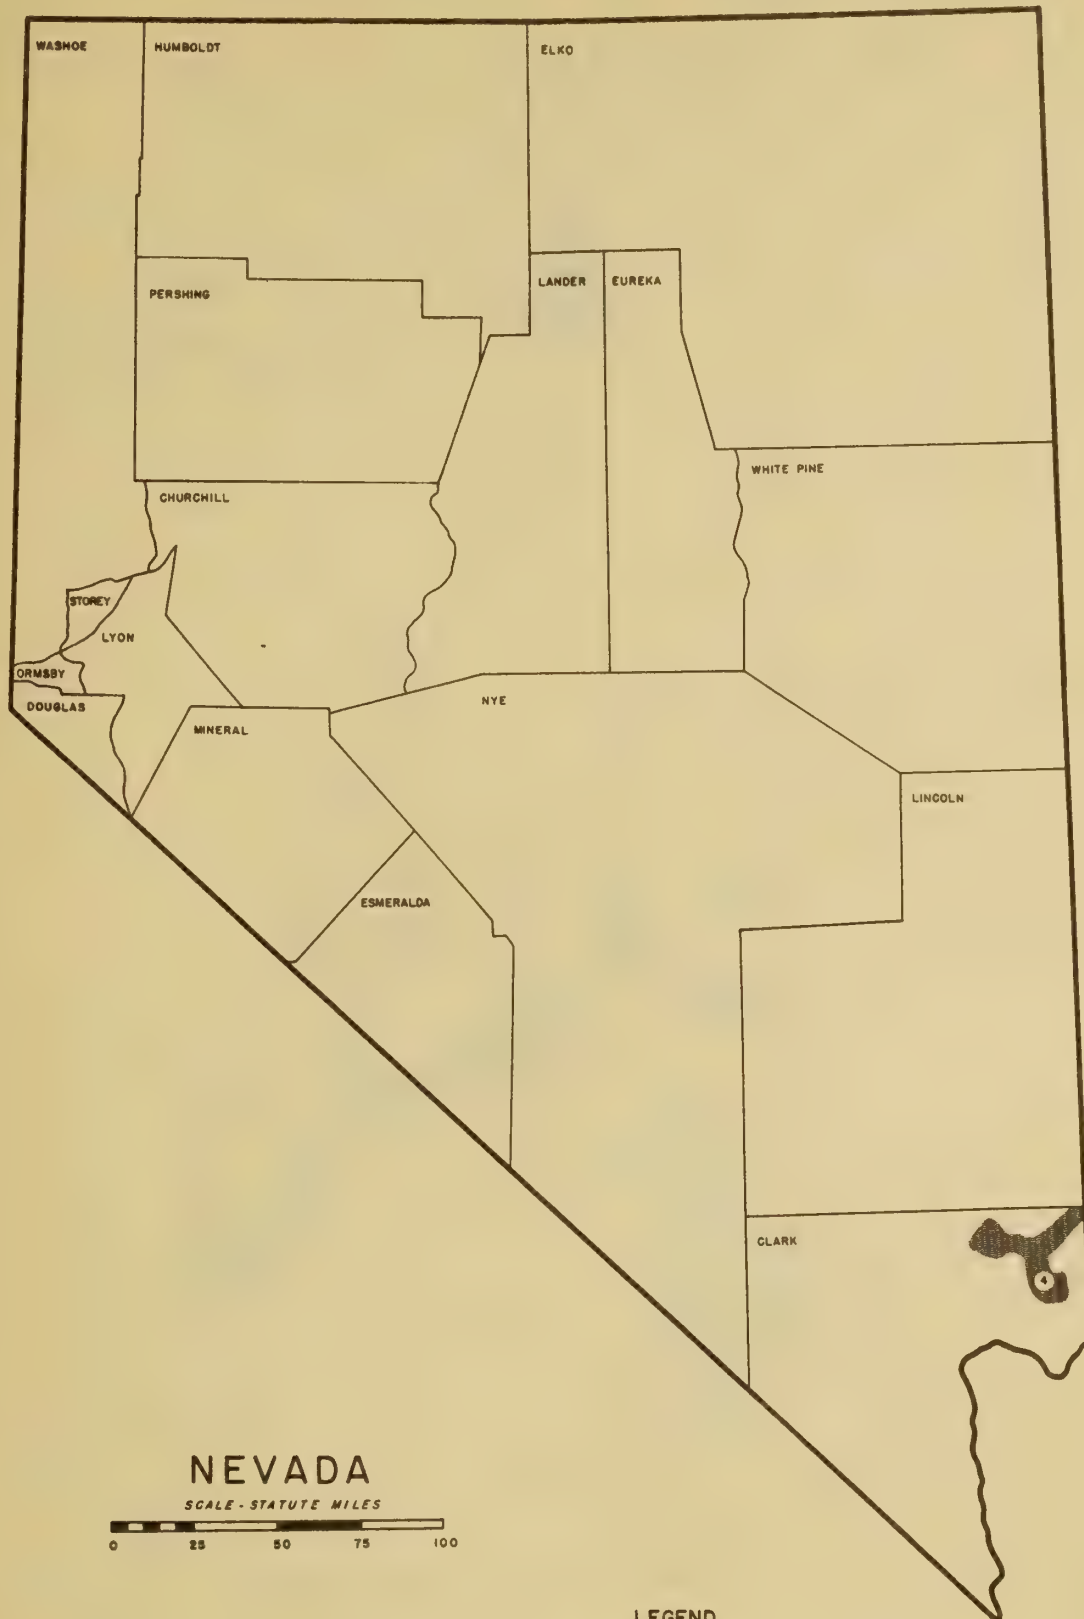 WASHOE
HUMBOLDT
ELKO
PERSHING
LANDER
EUREKA
WHITE PINE
CHURCHILL
STOREY
LYON
ORMSBY
DOUGLAS
NYE
MINERAL
LINCOLN
ESMERALDA
CLARK
4
NEVADA
SCALE - STATUTE MILES
0 25 50 75 100
LEGEND